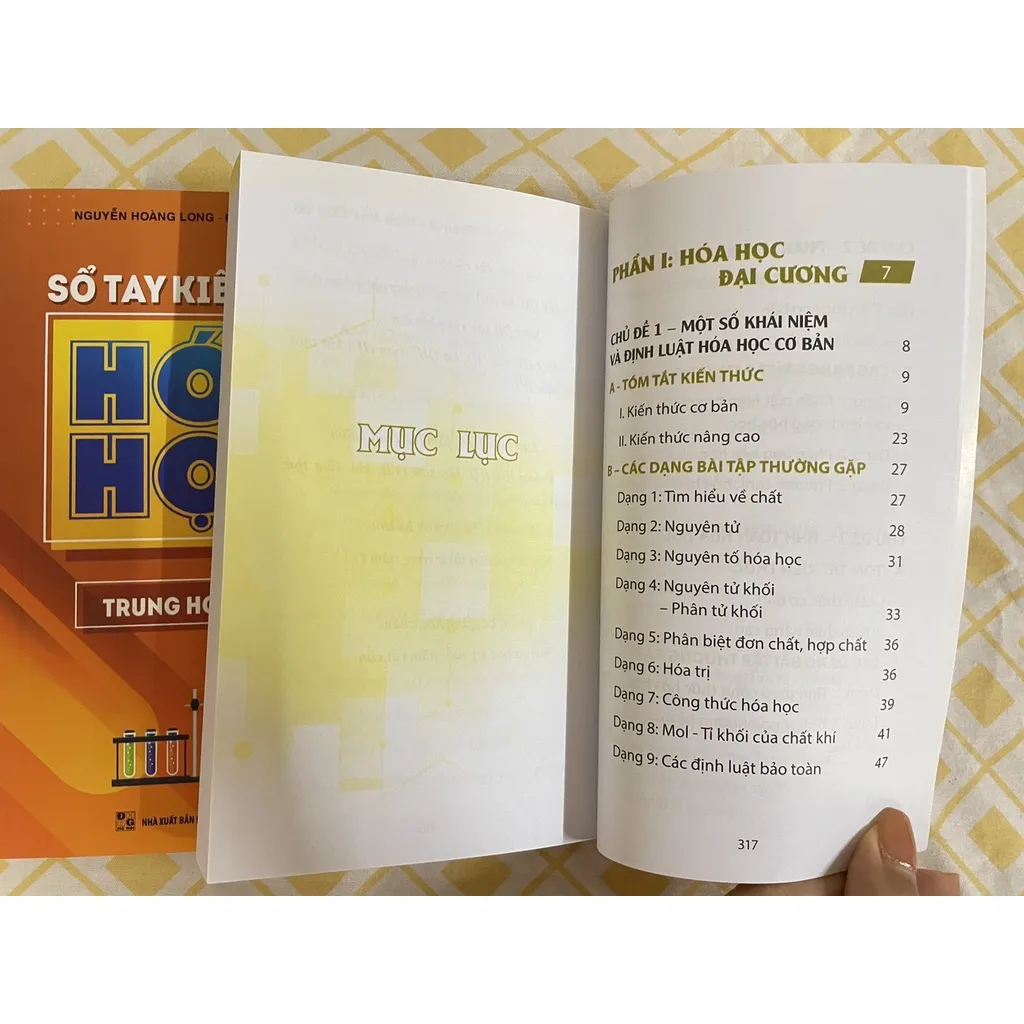 NGUYỄN HOÀNG LONG -
SỔ TAY
TRUNG
NHÀ XUẤT BẢN
MỤC LỤC
PHẦN I: HÓA HỌC
ĐẠI CƯƠNG 7
CHỦ ĐỀ 1 – MỘT SỐ KHÁI NIỆM
VÀ ĐỊNH LUẬT HÓA HỌC CƠ BẢN 8
A - TÓM TẮT KIẾN THỨC 9
I. Kiến thức cơ bản 9
II. Kiến thức nâng cao 23
B – CÁC DẠNG BÀI TẬP THƯỜNG GẶP 27
Dạng 1: Tìm hiểu về chất 27
Dạng 2: Nguyên tử 28
Dạng 3: Nguyên tố hóa học 31
Dạng 4: Nguyên tử khối
– Phân tử khối 33
Dạng 5: Phân biệt đơn chất, hợp chất 36
Dạng 6: Hóa trị 36
Dạng 7: Công thức hóa học 39
Dạng 8: Mol - Tỉ khối của chất khí 41
Dạng 9: Các định luật bảo toàn 47
317